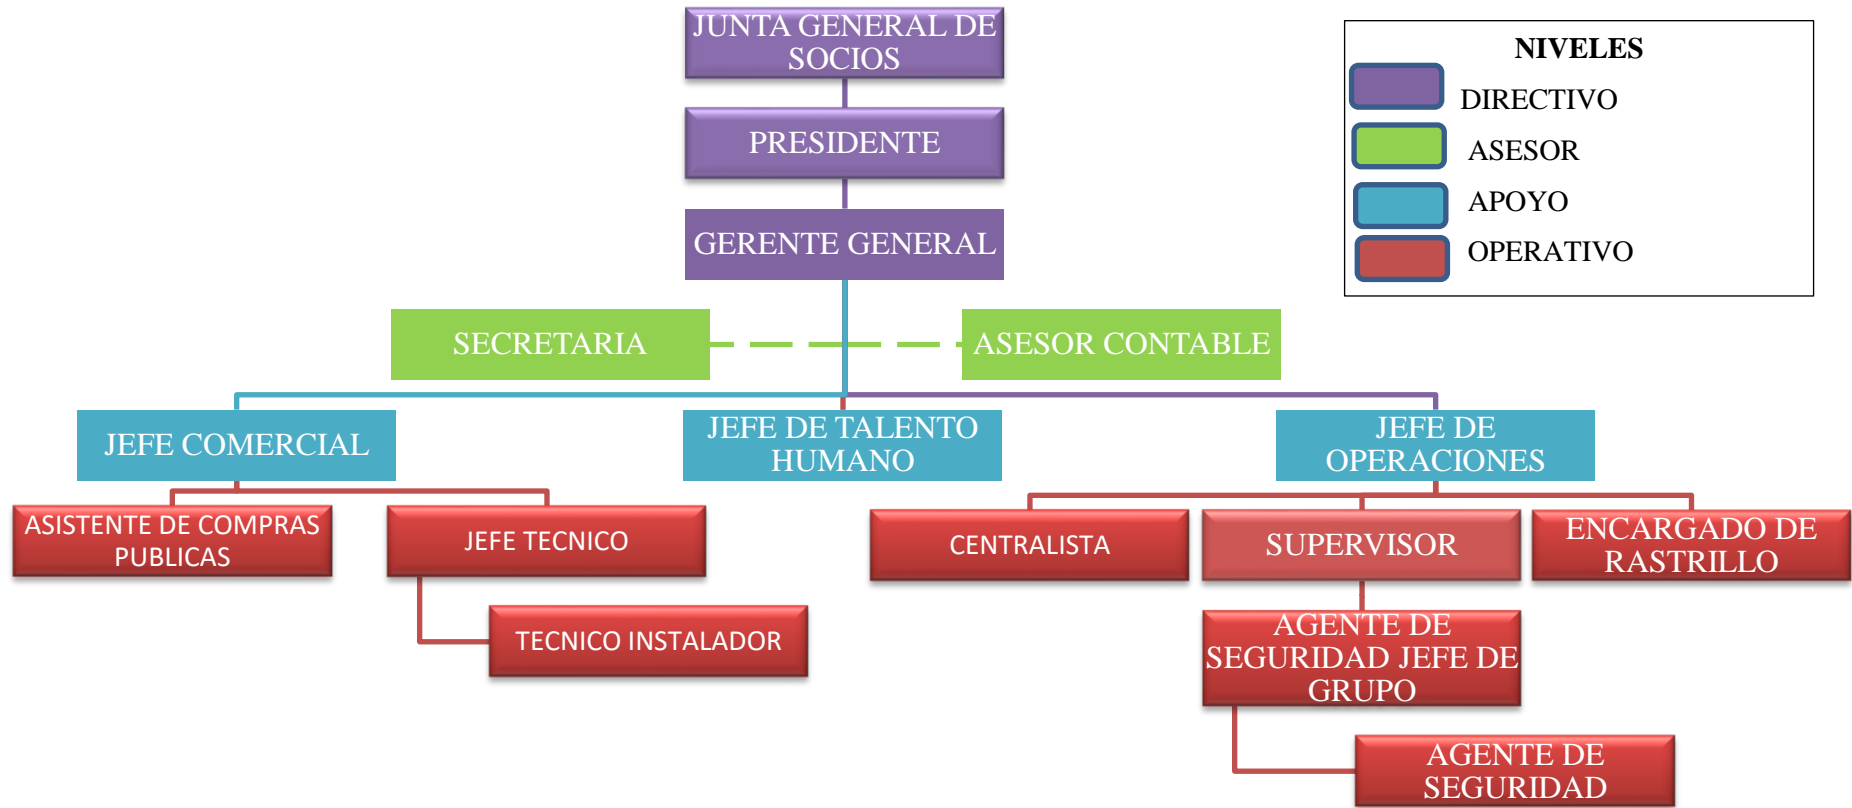 JUNTA GENERAL DE
SOCIOS
PRESIDENTE
GERENTE GENERAL
NIVELES
DIRECTIVO
ASESOR
APOYO
OPERATIVO
SECRETARIA
ASESOR CONTABLE
JEFE COMERCIAL
JEFE DE TALENTO
HUMANO
JEFE DE
OPERACIONES
ASISTENTE DE COMPRAS
PUBLICAS
JEFE TECNICO
CENTRALISTA
SUPERVISOR
ENCARGADO DE
RASTRILLO
TECNICO INSTALADOR
AGENTE DE
SEGURIDAD JEFE DE
GRUPO
AGENTE DE
SEGURIDAD